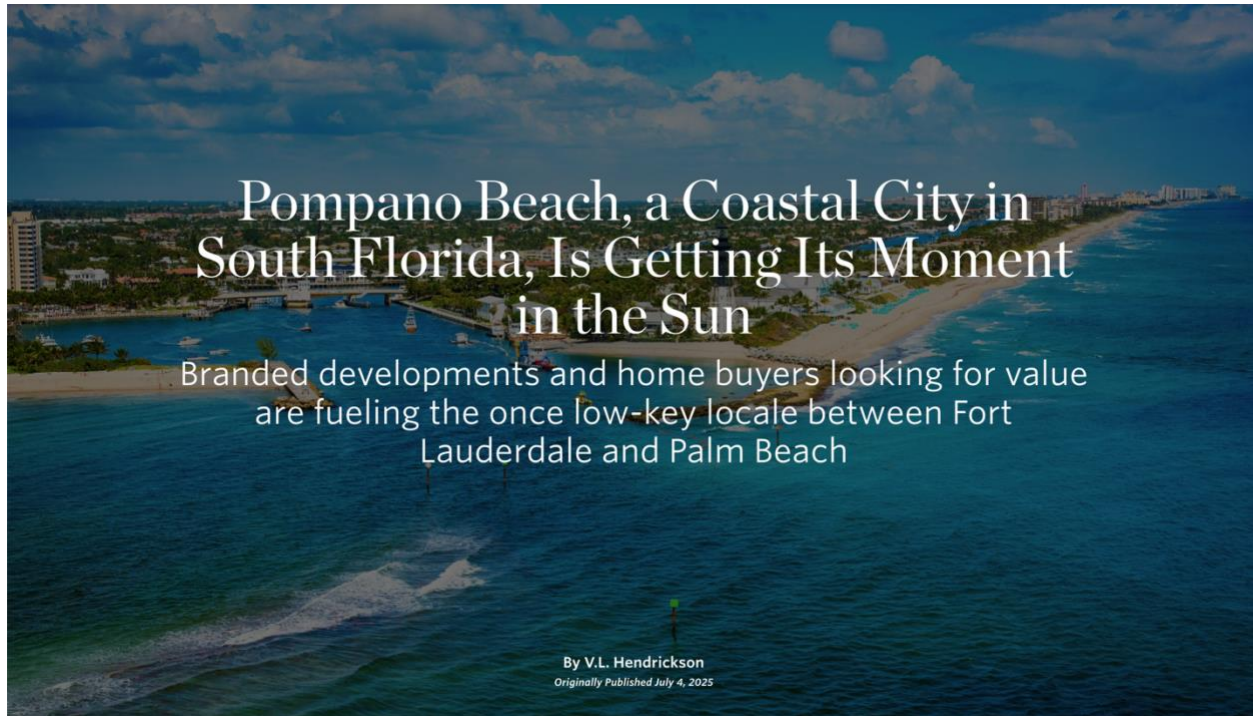 Pompano Beach, a Coastal City in
South Florida, Is Getting Its Moment
in the Sun
Branded developments and home buyers looking for value
are fueling the once low-key locale between Fort
Lauderdale and Palm Beach
By V.L. Hendrickson
Originally Published July 4, 2025